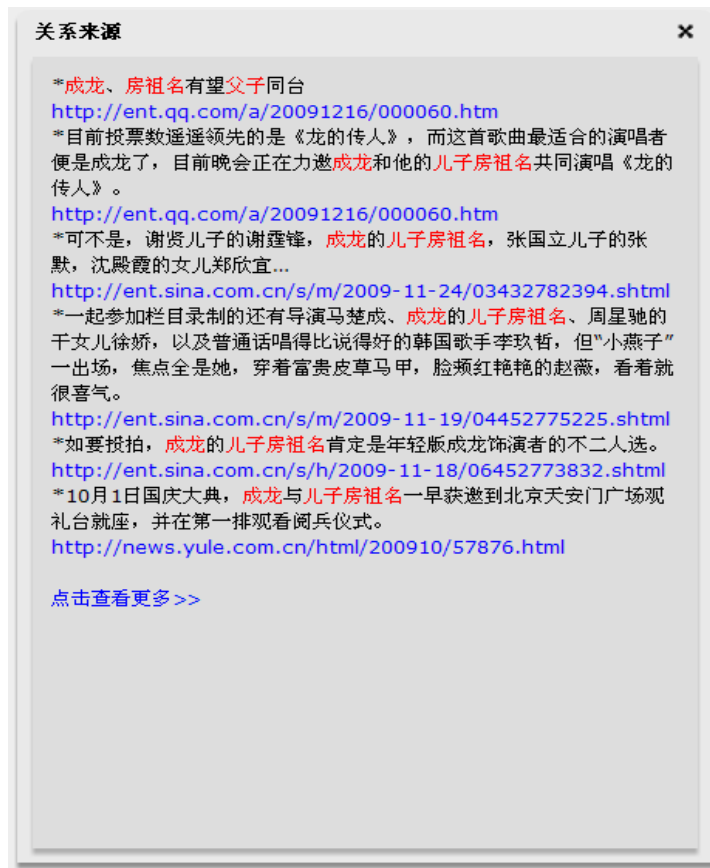 关系来源
*成龙、房祖名有望父子同台
http://ent.qq.com/a/20091216/000060.htm
*目前投票数遥遥领先的是《龙的传人》，而这首歌曲最适合的演唱者
便是成龙了，目前晚会正在力邀成龙和他的儿子房祖名共同演唱《龙的
传人》。
http://ent.qq.com/a/20091216/000060.htm
*可不是，谢贤儿子的谢霆锋，成龙的儿子房祖名，张国立儿子的张
默，沈殿霞的女儿郑欣宜...
http://ent.sina.com.cn/s/m/2009-11-24/03432782394.shtml
*一起参加栏目录制的还有导演马楚成、成龙的儿子房祖名、周星驰的
干女儿徐娇，以及普通话唱得比说得好的韩国歌手李玖哲，但“小燕子”
一出场，焦点全是她，穿着富贵皮草马甲，脸颊红艳艳的赵薇，看着就
很喜气。
http://ent.sina.com.cn/s/m/2009-11-19/04452775225.shtml
*如要投拍，成龙的儿子房祖名肯定是年轻版成龙饰演者的不二人选。
http://ent.sina.com.cn/s/h/2009-11-18/06452773832.shtml
*10月1日国庆大典，成龙与儿子房祖名一早获邀到北京天安门广场观
礼台就座，并在第一排观看阅兵仪式。
http://news.yule.com.cn/html/200910/57876.html
点击查看更多>>